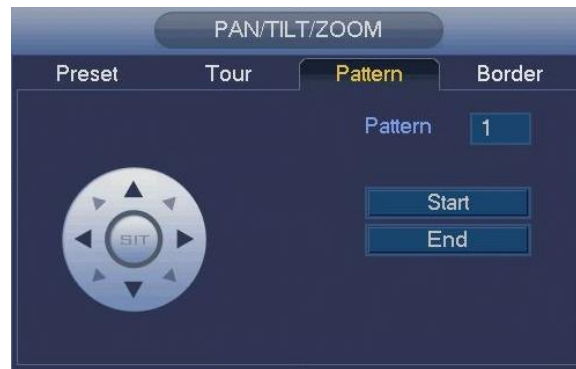 PAN/TILT/ZOOM
Preset Tour Pattern Border
Pattern 1
Start
SIT
End